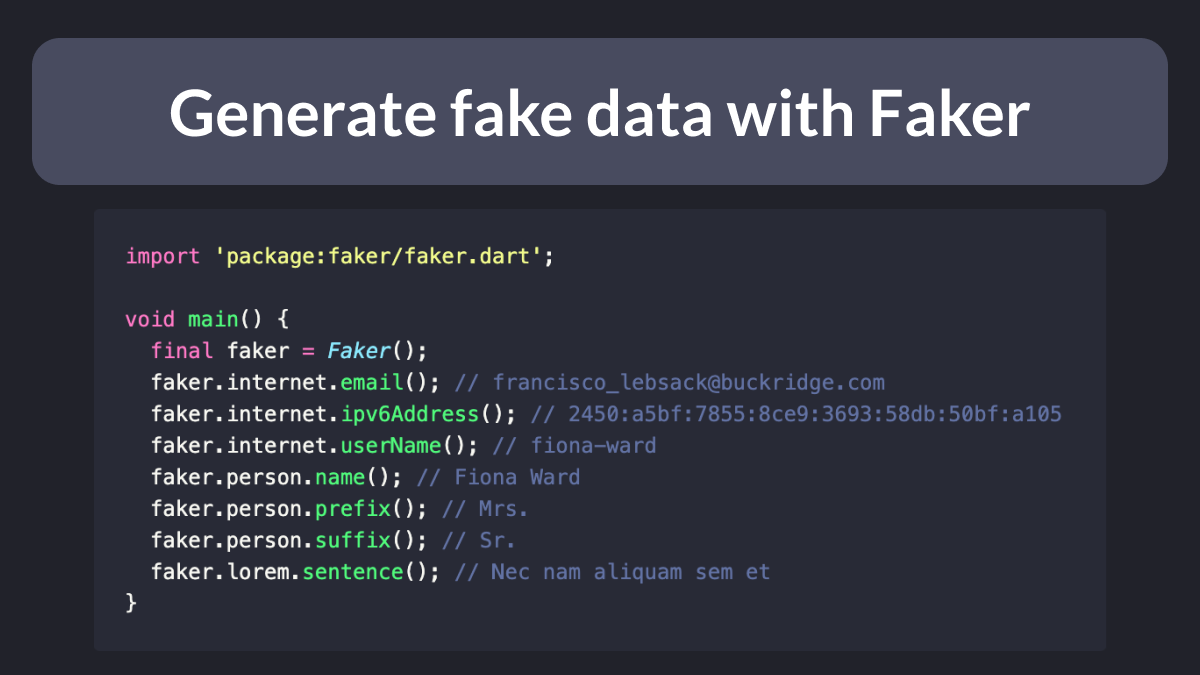 Generate fake data with Faker
import 'package:faker/faker.dart';
void main() {
final faker = Faker();
faker.internet.email(); // francisco_lebsack@buckridge.com
faker.internet.ipv6Address(); // 2450:a5bf:7855:8ce9:3693:58db:50bf:a105
faker.internet.userName(); // fiona-ward
faker.person.name(); // Fiona Ward
faker.person.prefix(); // Mrs.
faker.person.suffix(); // Sr.
faker.lorem.sentence(); // Nec nam aliquam sem et
}